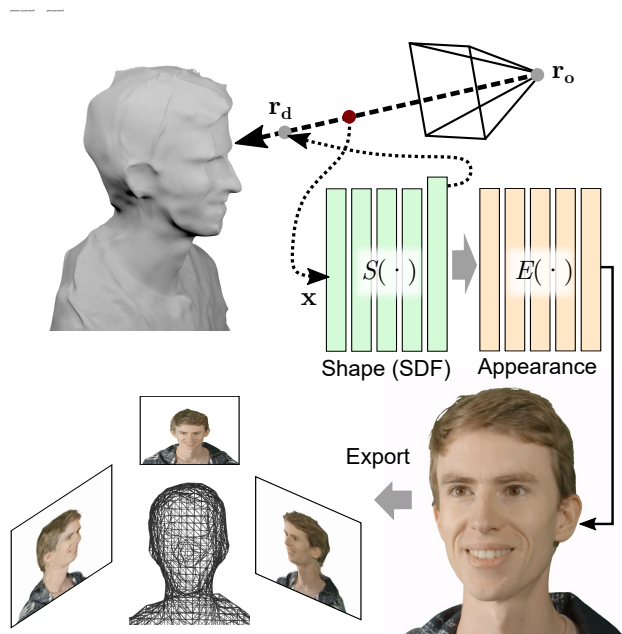 r_o
r_d
S( · )
E( · )
x
Shape (SDF)
Appearance
Export